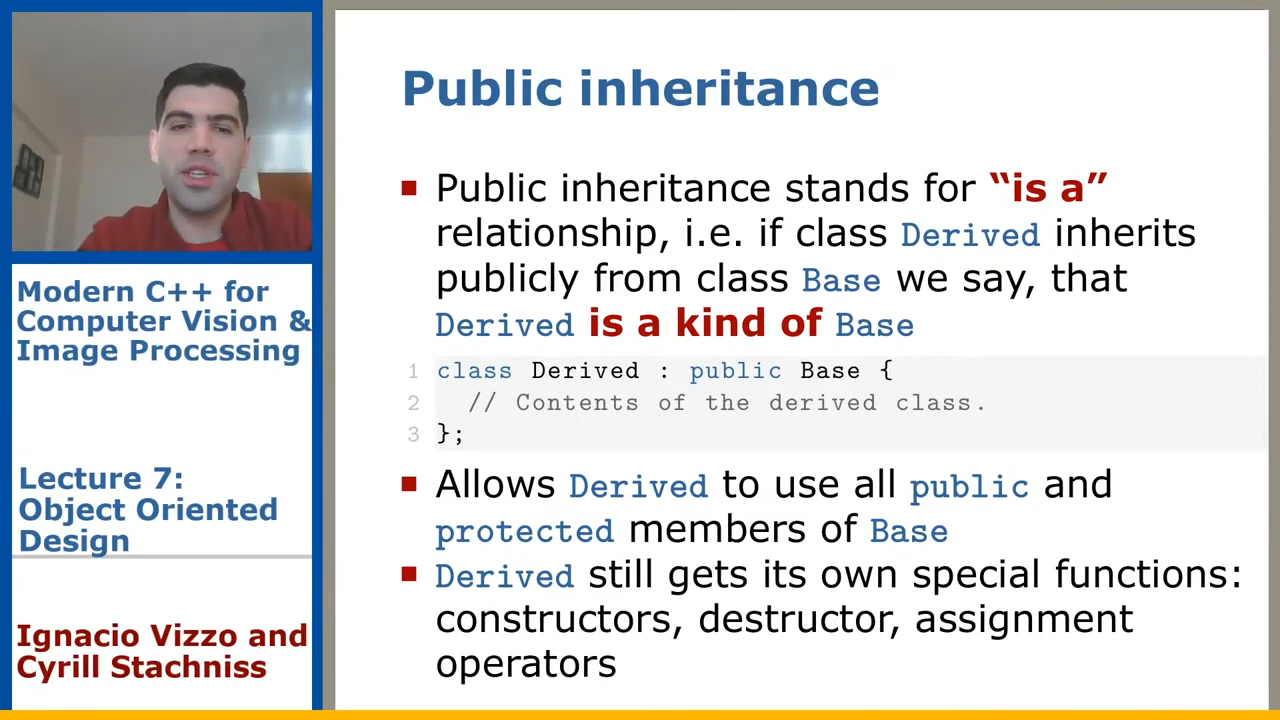 Modern C++ for
Computer Vision &
Image Processing
Lecture 7:
Object Oriented
Design
Ignacio Vizzo and
Cyrill Stachniss
Public inheritance
Public inheritance stands for “is a”
relationship, i.e. if class Derived inherits
publicly from class Base we say, that
Derived is a kind of Base
1 class Derived : public Base {
2 // Contents of the derived class.
3 };
Allows Derived to use all public and
protected members of Base
Derived still gets its own special functions:
constructors, destructor, assignment
operators